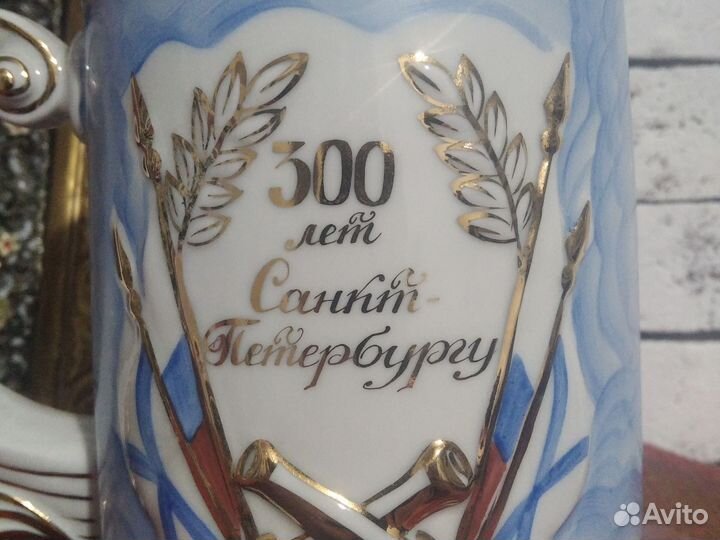 300
лет
Санкт-
Петербургу
Avito